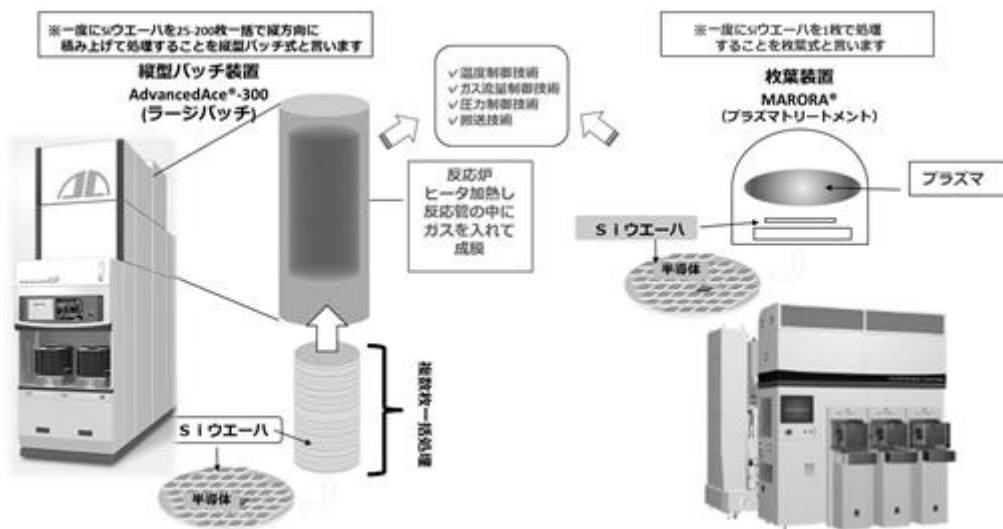 ※一度にSiウエーハを25-200枚一括で縦方向に
積み上げて処理することを縦型バッチ式と言います
縦型バッチ装置
AdvancedAce®-300
(ラージバッチ)
✓温度制御技術
✓ガス流量制御技術
✓圧力制御技術
✓搬送技術
※一度にSiウエーハを1枚で処理
することを枚葉式と言います
枚葉装置
MARORA®
(プラズマトリートメント)
反応炉
ヒータ加熱し
反応管の中に
ガスを入れて
成膜
プラズマ
Siウエーハ
半導体
複数枚一括処理
Siウエーハ
半導体